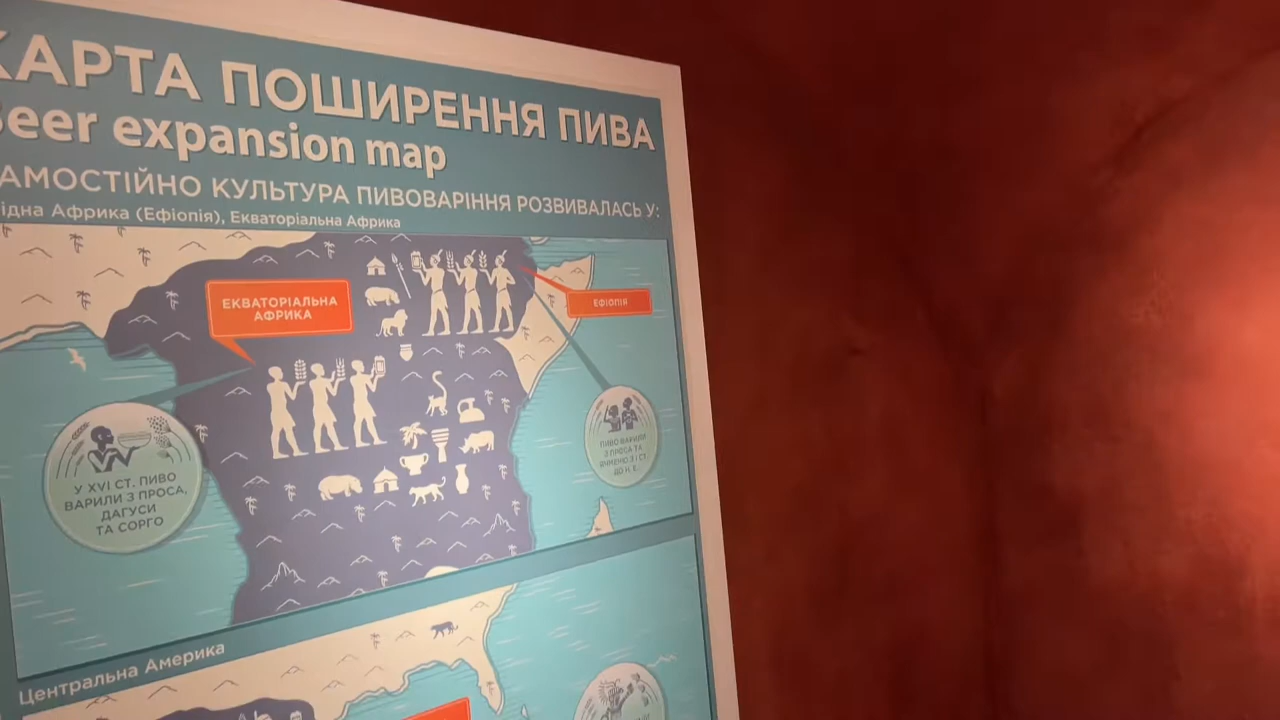 КАРТА ПОШИРЕННЯ ПИВА
Beer expansion map
САМОСТІЙНО КУЛЬТУРА ПИВОВАРІННЯ РОЗВИВАЛАСЬ У:
ідна Африка (Ефіопія), Екваторіальна Африка
ЕКВАТОРІАЛЬНА
АФРИКА
ЕФІОПІЯ
У XVI СТ. ПИВО
ВАРИЛИ З ПРОСА,
ДАГУСИ
ТА СОРГО
ПИВО ВАРИЛИ
З ПРОСА ТА
ЯЧМЕНЮ З І СТ.
ДО Н. Е.
Центральна Америка